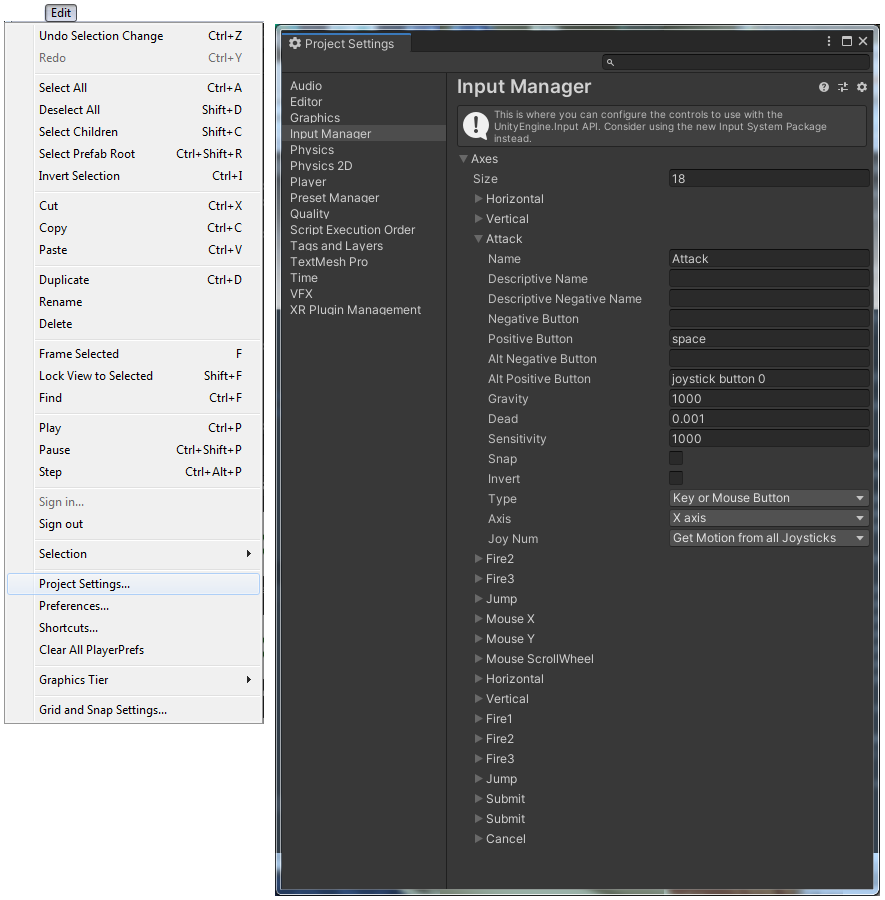 Edit
Undo Selection Change Ctrl+Z
Redo Ctrl+Y
Select All Ctrl+A
Deselect All Shift+D
Select Children Shift+C
Select Prefab Root Ctrl+Shift+R
Invert Selection Ctrl+I
Cut Ctrl+X
Copy Ctrl+C
Paste Ctrl+V
Duplicate Ctrl+D
Rename
Delete
Frame Selected F
Lock View to Selected Shift+F
Find Ctrl+F
Play Ctrl+P
Pause Ctrl+Shift+P
Step Ctrl+Alt+P
Sign in...
Sign out
Selection
Project Settings...
Preferences...
Shortcuts...
Clear All PlayerPrefs
Graphics Tier
Grid and Snap Settings...
Project Settings
Audio
Editor
Graphics
Input Manager
Physics
Physics 2D
Player
Preset Manager
Quality
Script Execution Order
Tags and Layers
TextMesh Pro
Time
VFX
XR Plugin Management
Input Manager
This is where you can configure the controls to use with the
UnityEngine.Input API. Consider using the new Input System Package
instead.
Axes
Size 18
Horizontal
Vertical
Attack
Name Attack
Descriptive Name
Descriptive Negative Name
Negative Button
Positive Button space
Alt Negative Button
Alt Positive Button joystick button 0
Gravity 1000
Dead 0.001
Sensitivity 1000
Snap
Invert
Type Key or Mouse Button
Axis X axis
Joy Num Get Motion from all Joysticks
Fire2
Fire3
Jump
Mouse X
Mouse Y
Mouse ScrollWheel
Horizontal
Vertical
Fire1
Fire2
Fire3
Jump
Submit
Submit
Cancel